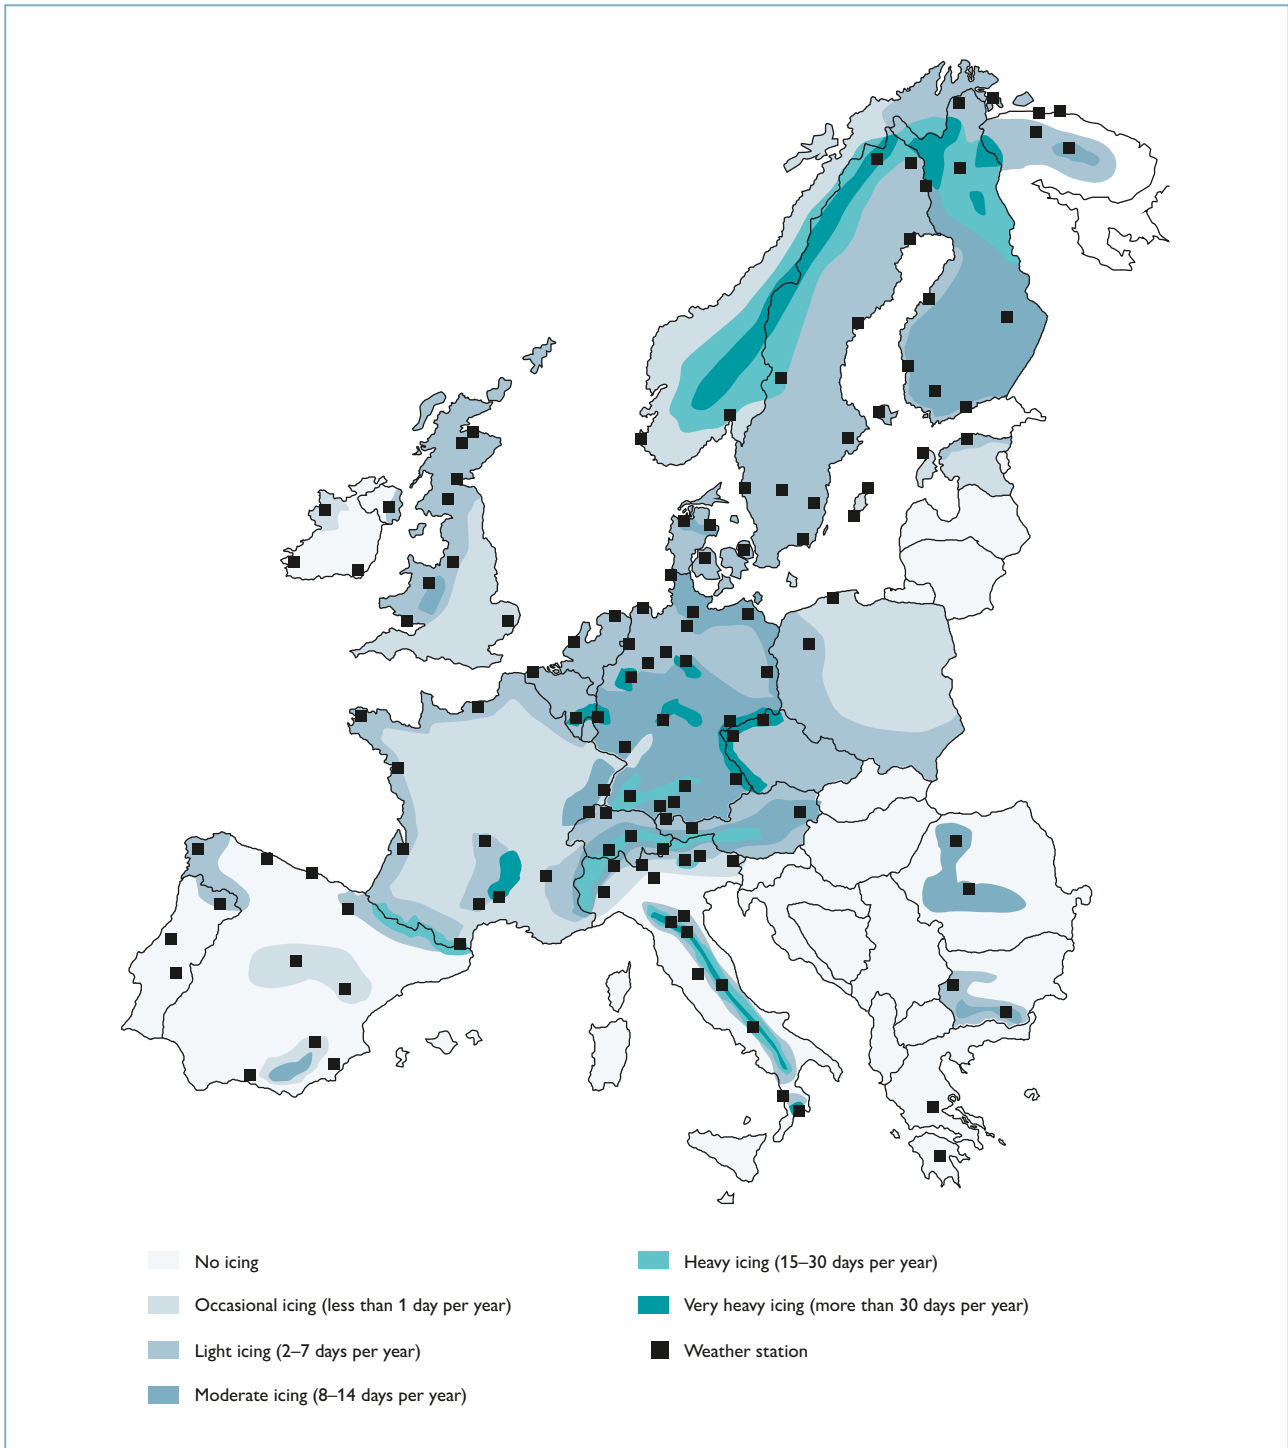 No icing
Occasional icing (less than 1 day per year)
Light icing (2–7 days per year)
Moderate icing (8–14 days per year)
Heavy icing (15–30 days per year)
Very heavy icing (more than 30 days per year)
Weather station